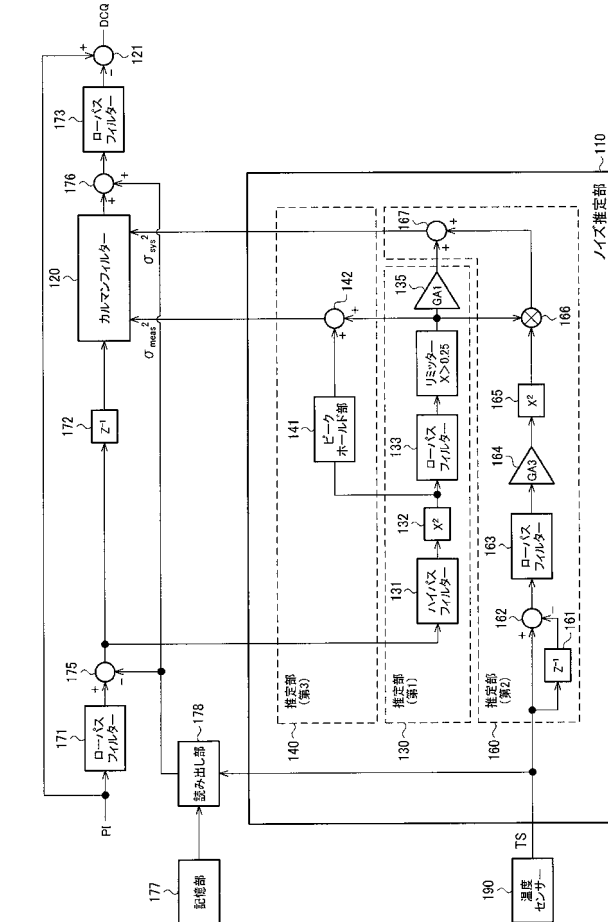 PI
171
ローパス
フィルター
175
+
−
172
Z⁻¹
120
カルマンフィルター
σmeas²
σsys²
176
+
+
173
ローパス
フィルター
+
−
121
DCQ
177
記憶部
178
読み出し部
140
推定部
(第3)
141
ピーク
ホールド部
142
+
+
130
推定部
(第1)
131
ハイパス
フィルター
132
X²
133
ローパス
フィルター
リミッター
X>0.25
135
GA1
167
+
+
160
推定部
(第2)
161
Z⁻¹
162
+
−
163
ローパス
フィルター
164
GA3
165
X²
166
190
温度
センサー
TS
ノイズ推定部
110